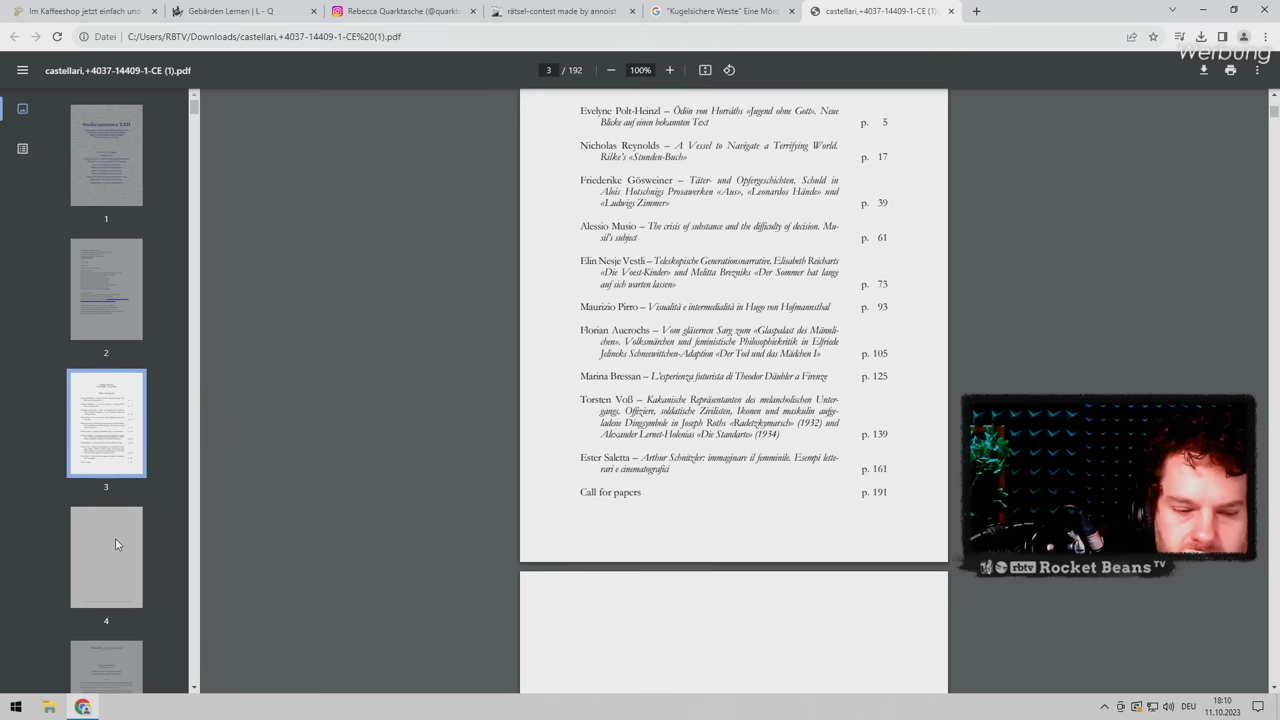 Im Kaffeeshop jetzt einfach und
Gebärden Lernen | L - Q
Rebecca Quarktasche (@quarkt
rätsel-contest made by annoist
"Kugelsichere Weste" Eine Mörd
castellari,+4037-14409-1-CE (1).
Datei
C:/Users/RBTV/Downloads/castellari,+4037-14409-1-CE%20(1).pdf
Werbung
castellari,+4037-14409-1-CE (1).pdf
3 / 192
100%
Studia austriaca XXII
1
2
3
4
Evelyne Polt-Heinzl – Ödön von Horváths «Jugend ohne Gott». Neue
Blicke auf einen bekannten Text p. 5
Nicholas Reynolds – A Vessel to Navigate a Terrifying World.
Rilke's «Stunden-Buch» p. 17
Friederike Gösweiner – Täter- und Opfergeschichten. Schuld in
Alois Hotschnigs Prosawerken «Aus», «Leonardos Hände» und
«Ludwigs Zimmer» p. 39
Alessio Musio – The crisis of substance and the difficulty of decision. Mu-
sil's subject p. 61
Elin Nesje Vestli – Teleskopische Generationsnarrative. Elisabeth Reicharts
«Die Voest-Kinder» und Melitta Brezniks «Der Sommer hat lange
auf sich warten lassen» p. 73
Maurizio Pirro – Visualità e intermedialità in Hugo von Hofmannsthal p. 93
Florian Auerochs – Vom gläsernen Sarg zum «Glaspalast des Männli-
chen». Volksmärchen und feministische Philosophiekritik in Elfriede
Jelineks Schneewittchen-Adaption «Der Tod und das Mädchen I» p. 105
Marina Bressan – L'esperienza futurista di Theodor Däubler a Firenze p. 125
Torsten Voß – Kakanische Repräsentanten des melancholischen Unter-
gangs. Offiziere, soldatische Zivilisten, Ikonen und maskulin aufge-
ladene Dingsymbole in Joseph Roths «Radetzkymarsch» (1932) und
Alexander Lernet-Holenias «Die Standarte» (1934) p. 139
Ester Saletta – Arthur Schnitzler: immaginare il femminile. Esempi lette-
rari e cinematografici p. 161
Call for papers p. 191
rbtv Rocket Beans TV
DEU
18:10
11.10.2023